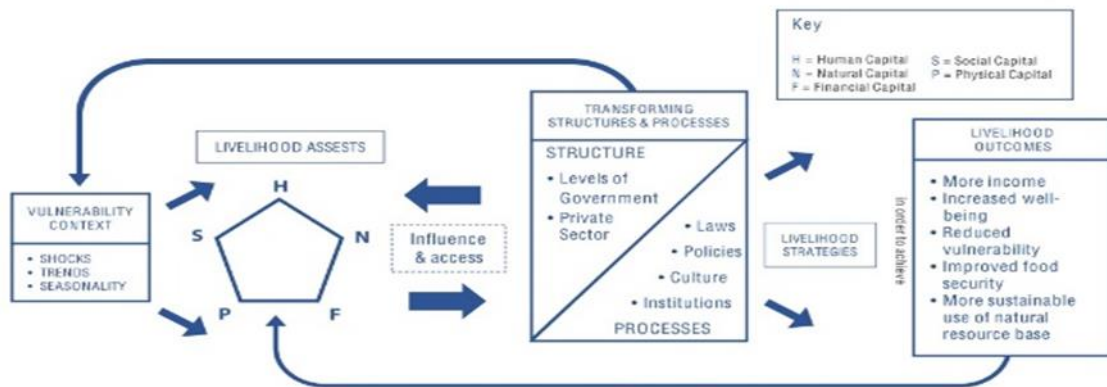 Key
H = Human Capital
S = Social Capital
N = Natural Capital
P = Physical Capital
F = Financial Capital
TRANSFORMING
STRUCTURES & PROCESSES
STRUCTURE
• Levels of
Government
• Private
Sector
• Laws
• Policies
• Culture
• Institutions
PROCESSES
LIVELIHOOD ASSESTS
H
S
N
P
F
VULNERABILITY
CONTEXT
• SHOCKS
• TRENDS
• SEASONALITY
Influence
& access
LIVELIHOOD
STRATEGIES
in order to achieve
LIVELIHOOD
OUTCOMES
• More income
• Increased well-
being
• Reduced
vulnerability
• Improved food
security
• More sustainable
use of natural
resource base